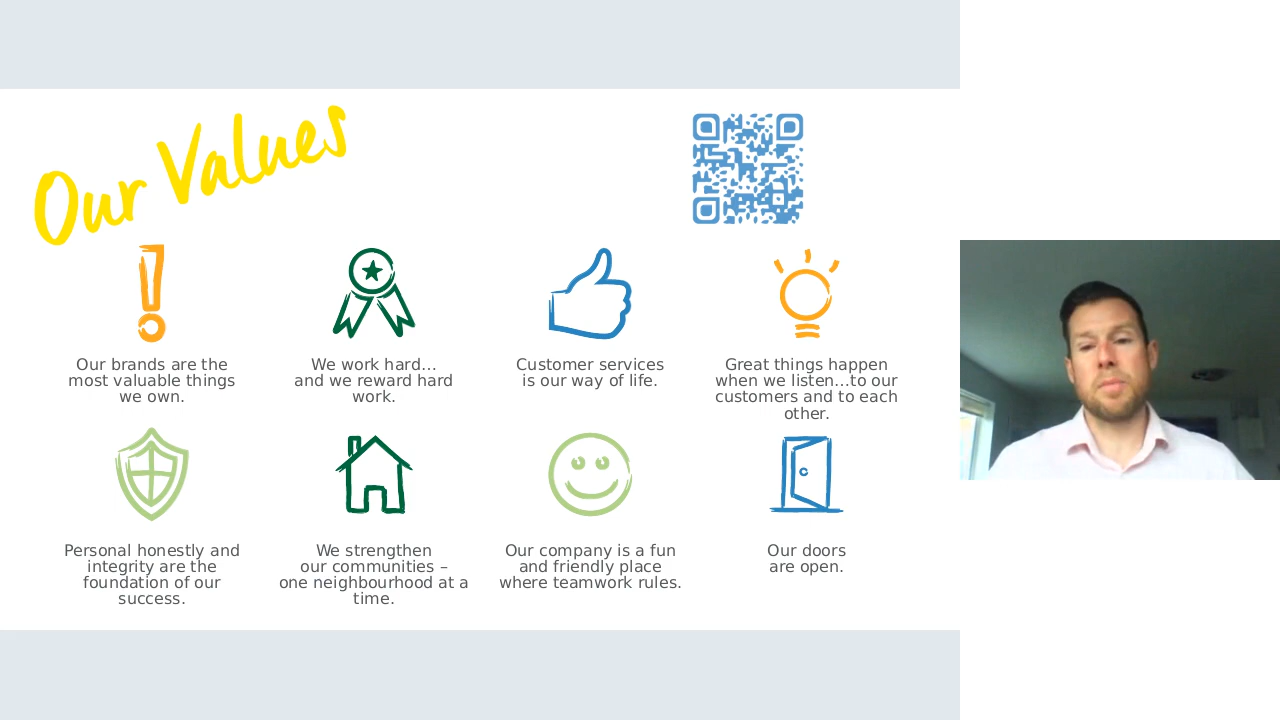 Our Values
Our brands are the
most valuable things
we own.
We work hard...
and we reward hard
work.
Customer services
is our way of life.
Great things happen
when we listen...to our
customers and to each
other.
Personal honestly and
integrity are the
foundation of our
success.
We strengthen
our communities –
one neighbourhood at a
time.
Our company is a fun
and friendly place
where teamwork rules.
Our doors
are open.